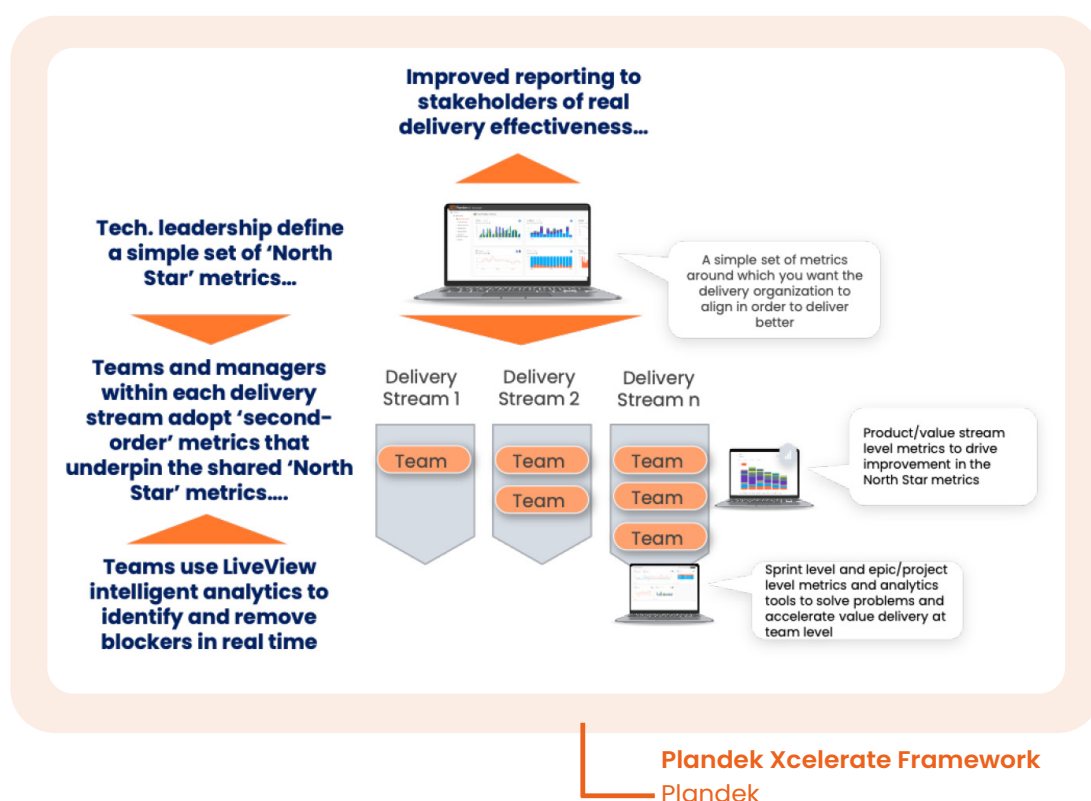 Improved reporting to
stakeholders of real
delivery effectiveness...
Tech. leadership define
a simple set of ‘North
Star’ metrics...
A simple set of metrics
around which you want the
delivery organization to
align in order to deliver
better
Teams and managers
within each delivery
stream adopt ‘second-
order’ metrics that
underpin the shared ‘North
Star’ metrics....
Delivery
Stream 1
Delivery
Stream 2
Delivery
Stream n
Team
Team
Team
Team
Team
Team
Product/value stream
level metrics to drive
improvement in the
North Star metrics
Teams use LiveView
intelligent analytics to
identify and remove
blockers in real time
Sprint level and epic/project
level metrics and analytics
tools to solve problems and
accelerate value delivery at
team level
Plandek Xcelerate Framework
Plandek